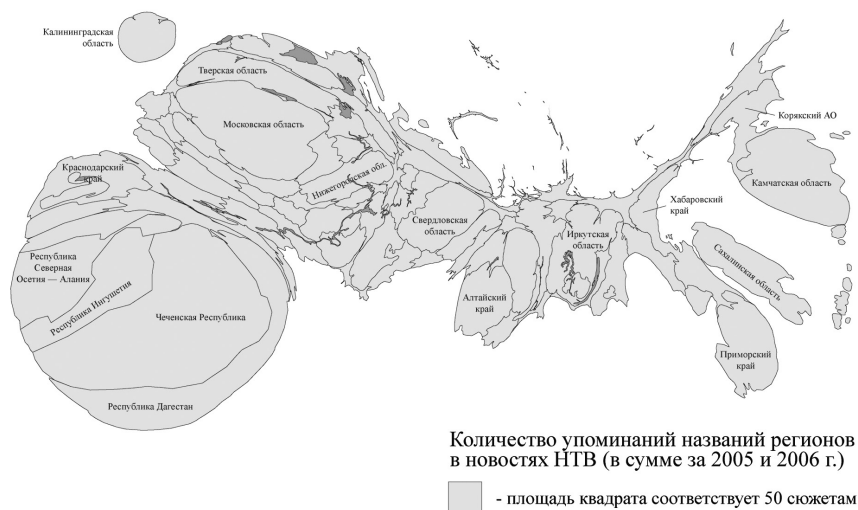 Калининградская
область
Тверская область
Московская область
Корякский АО
Краснодарский
край
Нижегородская обл.
Камчатская область
Хабаровский
край
Свердловская
область
Иркутская
область
Республика
Северная
Осетия — Алания
Сахалинская область
Алтайский
край
Республика Ингушетия
Чеченская Республика
Приморский
край
Республика Дагестан
Количество упоминаний названий регионов
в новостях НТВ (в сумме за 2005 и 2006 г.)
- площадь квадрата соответствует 50 сюжетам